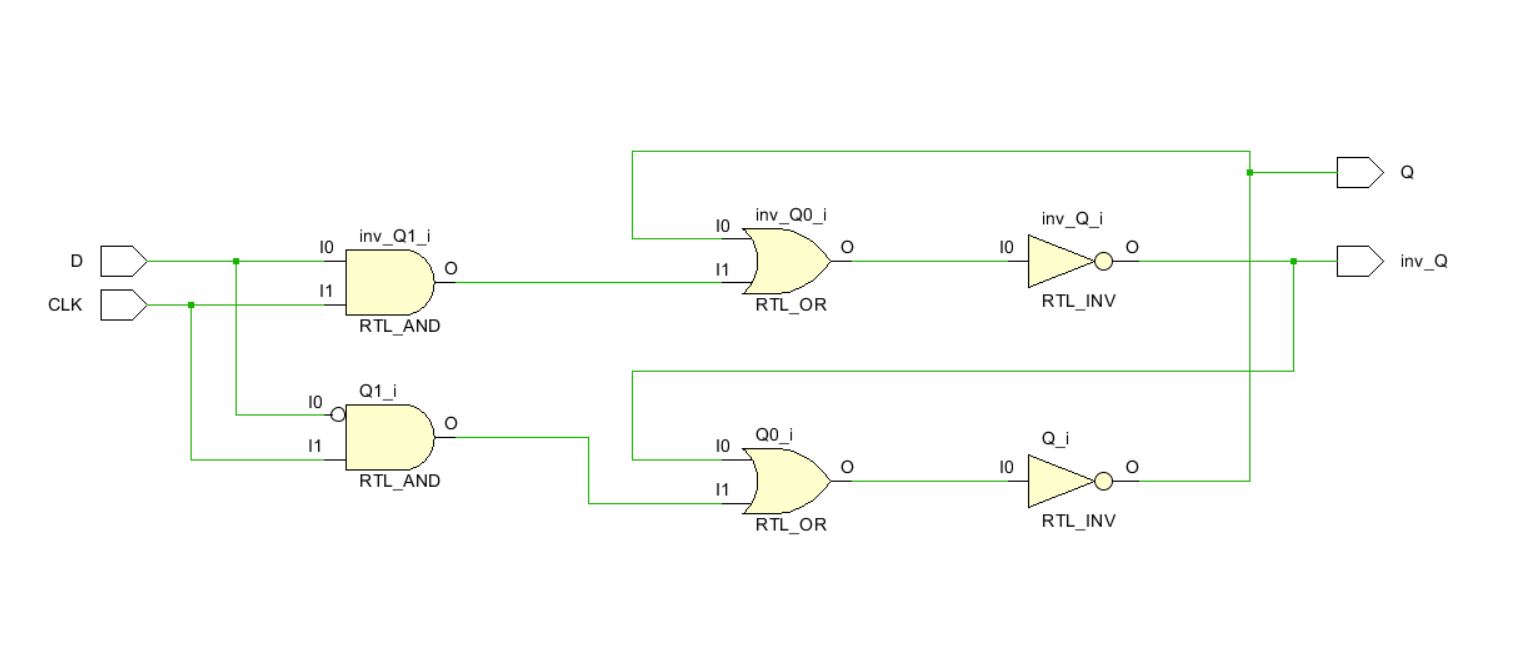 Q
inv_Q1_i
I0
O
I1
RTL_AND
D
CLK
inv_Q0_i
I0
O
I1
RTL_OR
inv_Q_i
I0
O
RTL_INV
inv_Q
Q1_i
I0
O
I1
RTL_AND
Q0_i
I0
O
I1
RTL_OR
Q_i
I0
O
RTL_INV